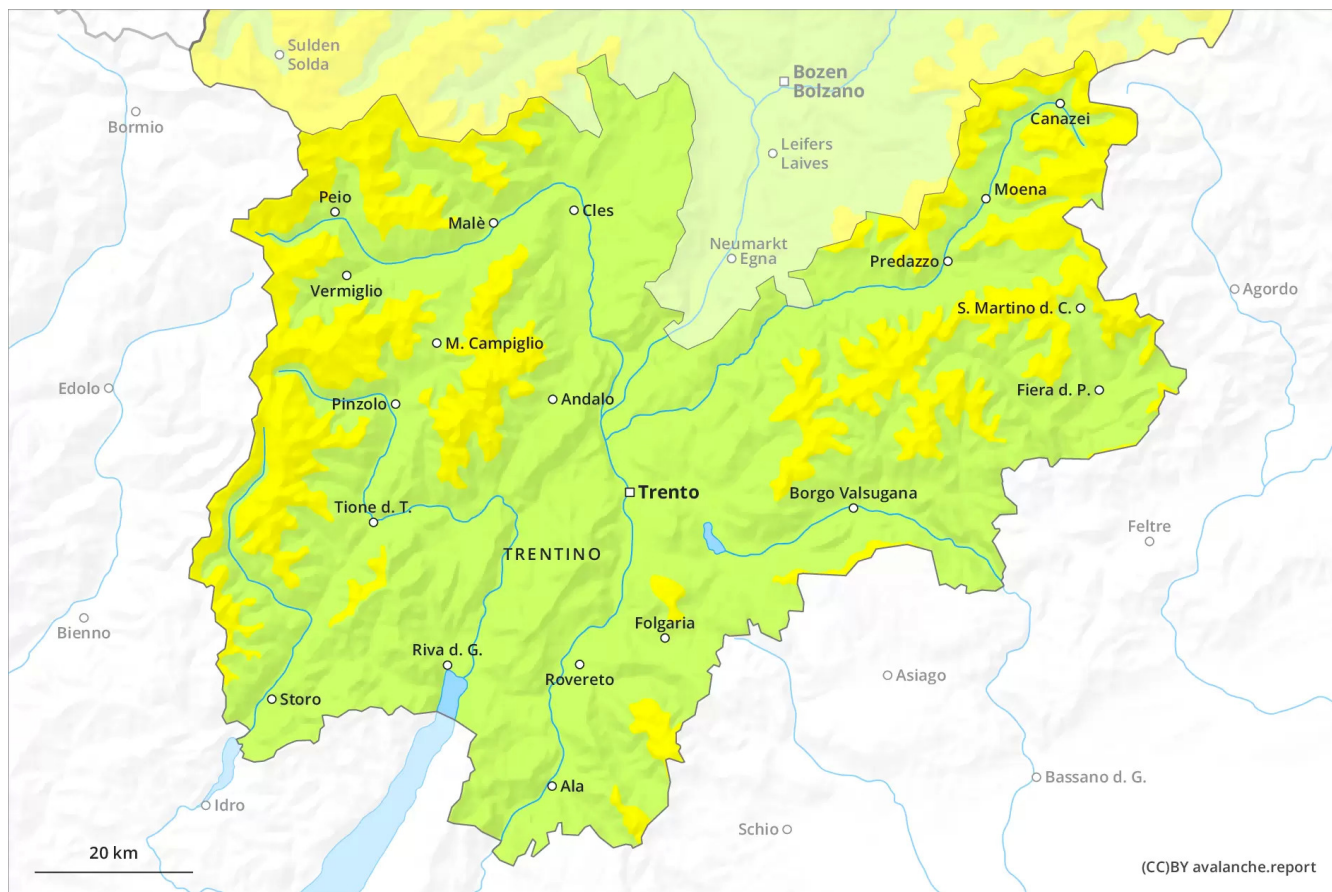 Sulden
Solda
Bozen
Bolzano
Bormio
Canazei
Leifers
Laives
Peio
Moena
Malè
Cles
Neumarkt
Egna
Predazzo
Vermiglio
Agordo
S. Martino d. C.
M. Campiglio
Edolo
Andalo
Fiera d. P.
Pinzolo
Trento
Borgo Valsugana
Tione d. T.
Feltre
TRENTINO
Bienno
Folgaria
Riva d. G.
Asiago
Rovereto
Storo
Bassano d. G.
Ala
Idro
Schio
20 km
(CC)BY avalanche.report